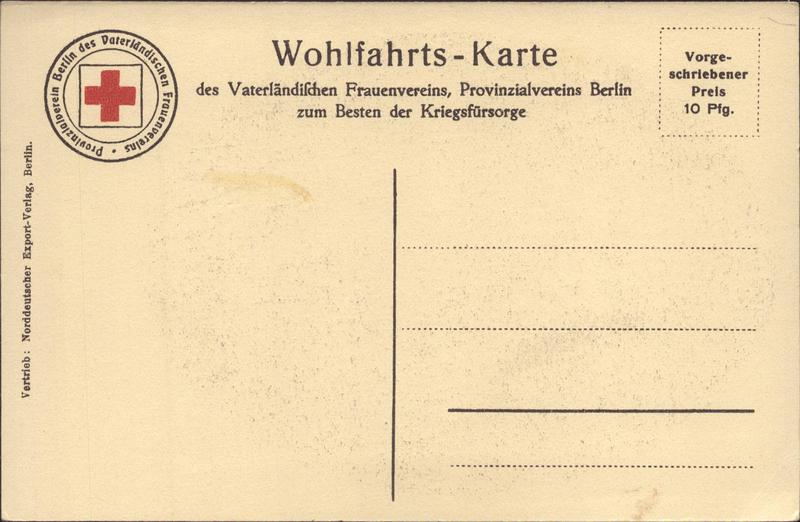 Provinzialverein Berlin des Vaterländischen Frauenvereins •
Wohlfahrts-Karte
des Vaterländischen Frauenvereins, Provinzialvereins Berlin
zum Besten der Kriegsfürsorge
Vorge-
schriebener
Preis
10 Pfg.
Vertrieb: Norddeutscher Export-Verlag, Berlin.